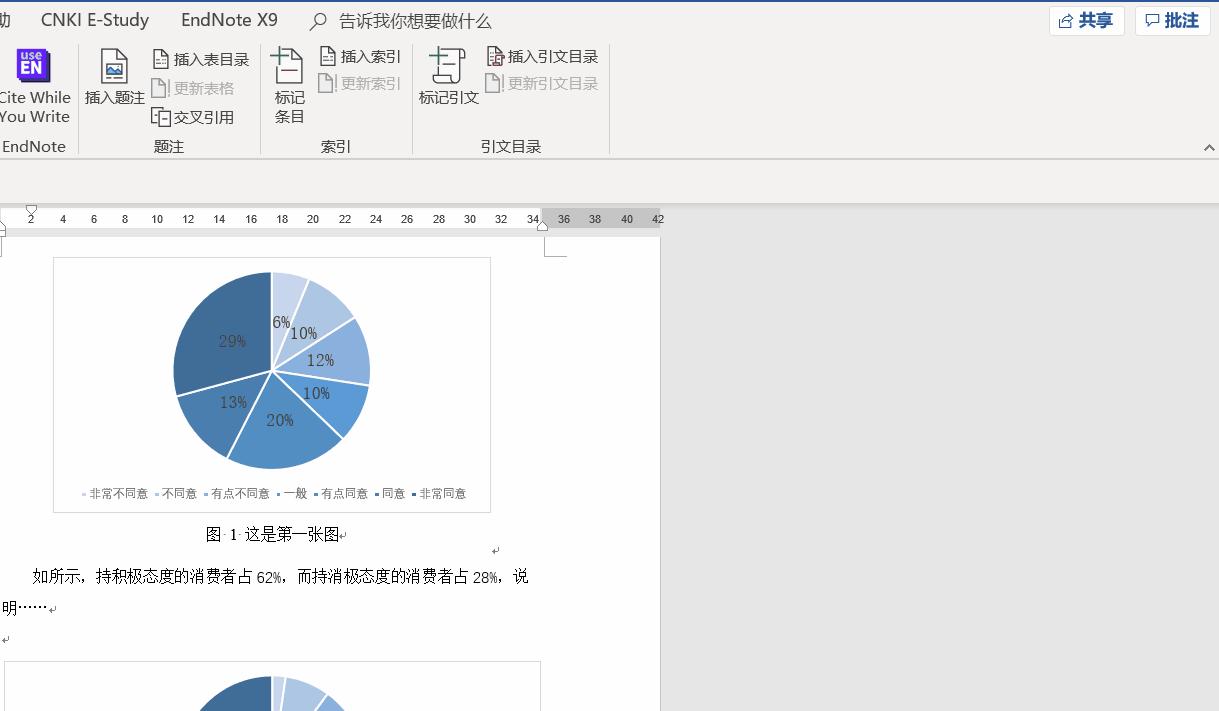 助 CNKI E-Study EndNote X9 告诉我你想要做什么 共享 批注
use
EN
Cite While
You Write
EndNote
插入题注
插入表目录
更新表格
交叉引用
题注
标记
条目
插入索引
更新索引
索引
标记引文
插入引文目录
更新引文目录
引文目录
2 4 6 8 10 12 14 16 18 20 22 24 26 28 30 32 34 36 38 40 42
6%
10%
29%
12%
10%
13%
20%
非常不同意 不同意 有点不同意 一般 有点同意 同意 非常同意
图 1 这是第一张图
如所示，持积极态度的消费者占 62%，而持消极态度的消费者占 28%，说
明……